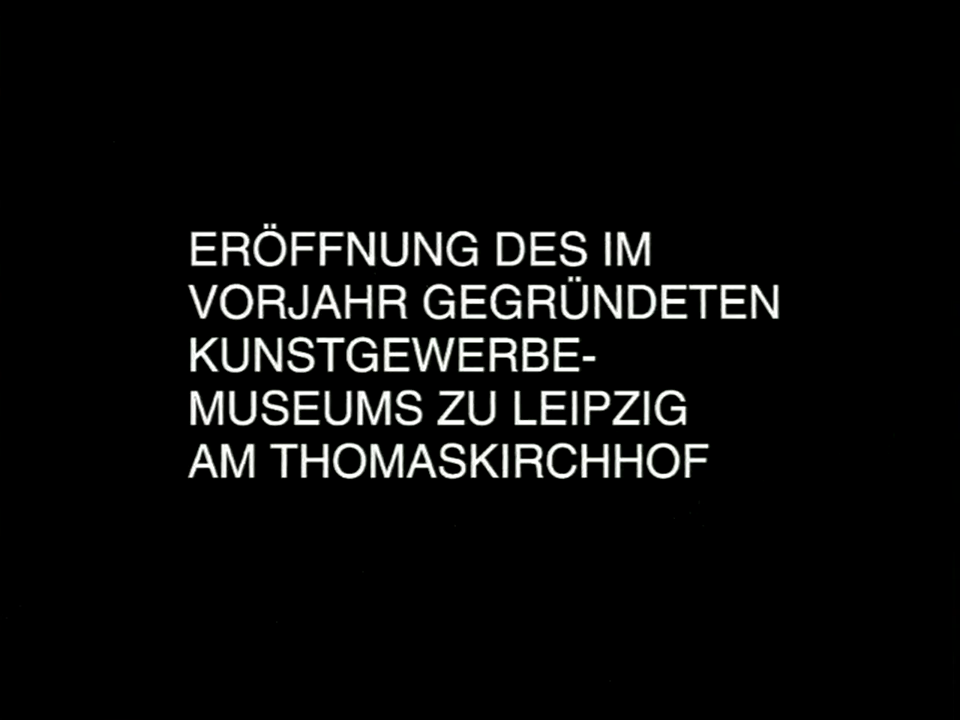 ERÖFFNUNG DES IM
VORJAHR GEGRÜNDETEN
KUNSTGEWERBE-
MUSEUMS ZU LEIPZIG
AM THOMASKIRCHHOF